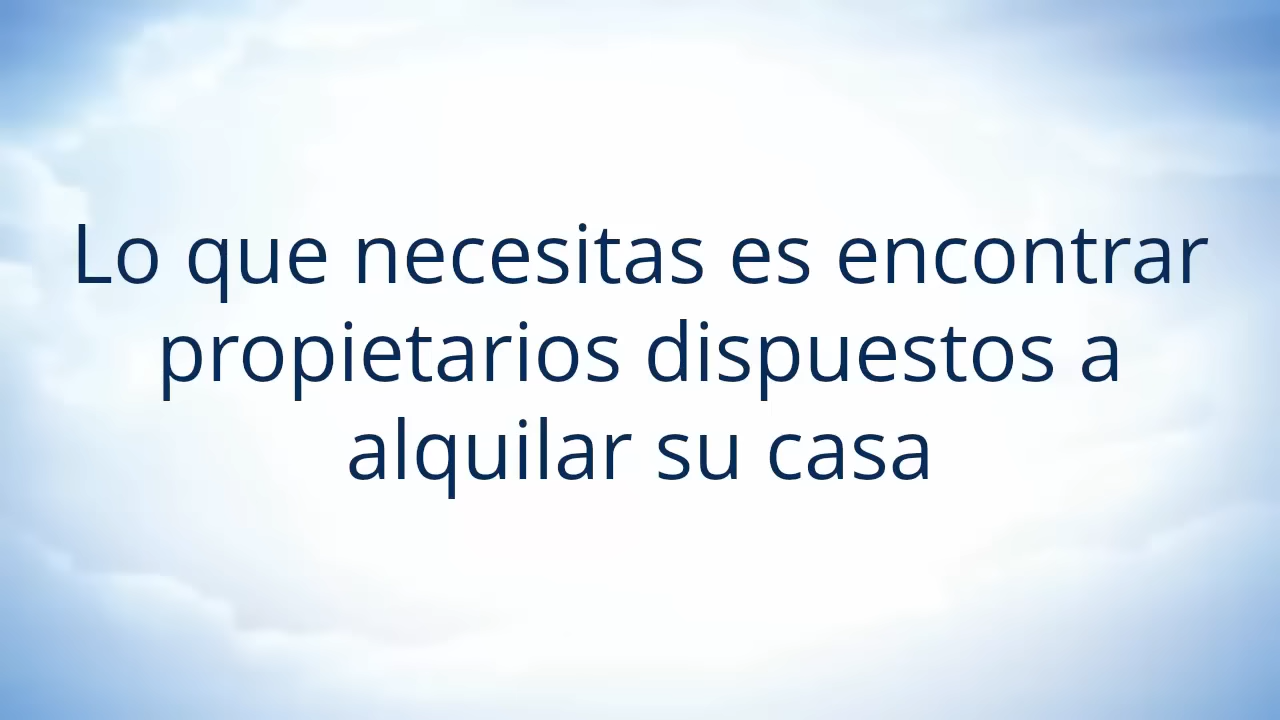 Lo que necesitas es encontrar
propietarios dispuestos a
alquilar su casa